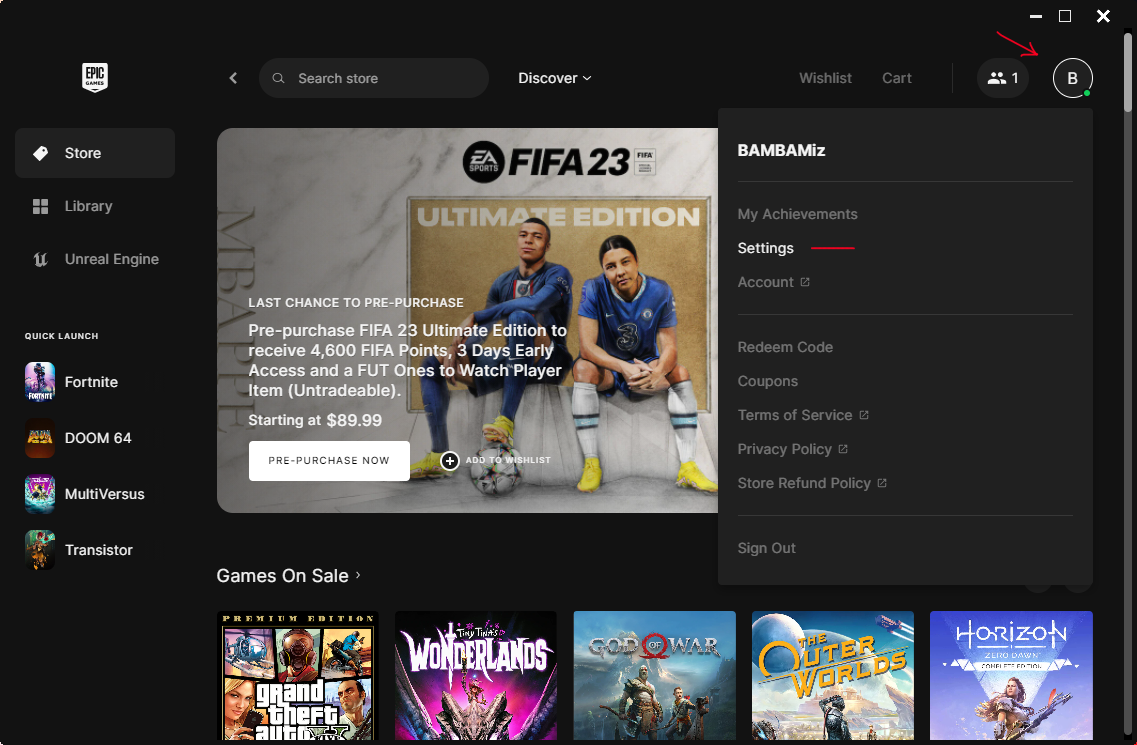 EPIC
GAMES
Search store
Discover
Wishlist
Cart
1
B
Store
Library
Unreal Engine
QUICK LAUNCH
FORTNITE
Fortnite
DOOM 64
MultiVersus
Transistor
EA
SPORTS
FIFA 23
FIFA
ULTIMATE EDITION
MBAPPE
LAST CHANCE TO PRE-PURCHASE
Pre-purchase FIFA 23 Ultimate Edition to
receive 4,600 FIFA Points, 3 Days Early
Access and a FUT Ones to Watch Player
Item (Untradeable).
Starting at $89.99
PRE-PURCHASE NOW
ADD TO WISHLIST
BAMBAMiz
My Achievements
Settings
Account
Redeem Code
Coupons
Terms of Service
Privacy Policy
Store Refund Policy
Sign Out
Games On Sale
PREMIUM EDITION
grand
theft
auto
V
Tiny Tina's
WONDERLANDS
GOD OF WAR
THE
OUTER
WORLDS
HORIZON
ZERO DAWN
COMPLETE EDITION